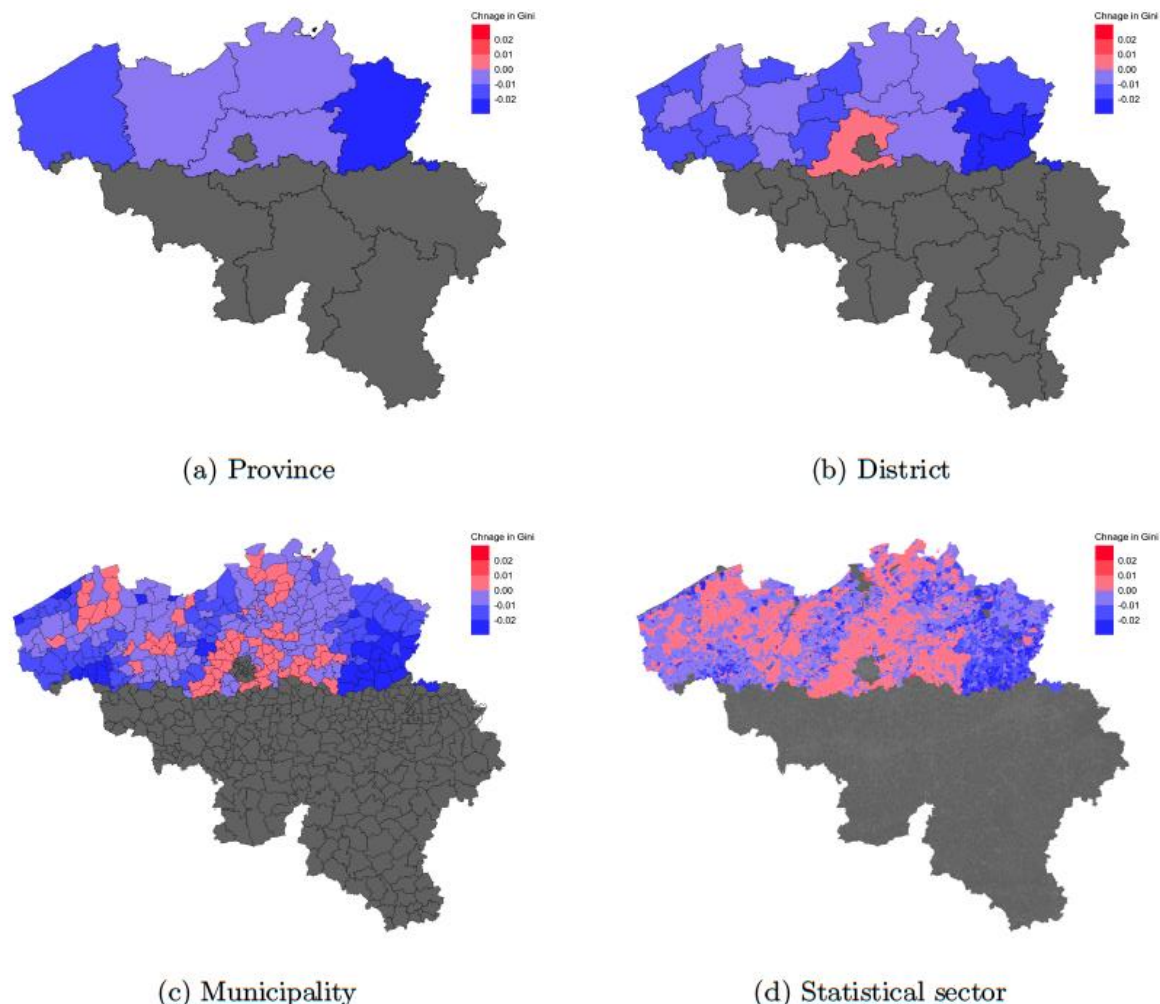 Chnage in Gini
0.02
0.01
0.00
-0.01
-0.02
Chnage in Gini
0.02
0.01
0.00
-0.01
-0.02
(a) Province
(b) District
Chnage in Gini
0.02
0.01
0.00
-0.01
-0.02
Chnage in Gini
0.02
0.01
0.00
-0.01
-0.02
(c) Municipality
(d) Statistical sector